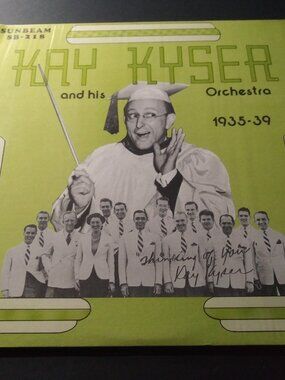 SUNBEAM
SB-218
KAY KYSER
and his Orchestra
1935-39
"Thinking of You"
Kay Kyser